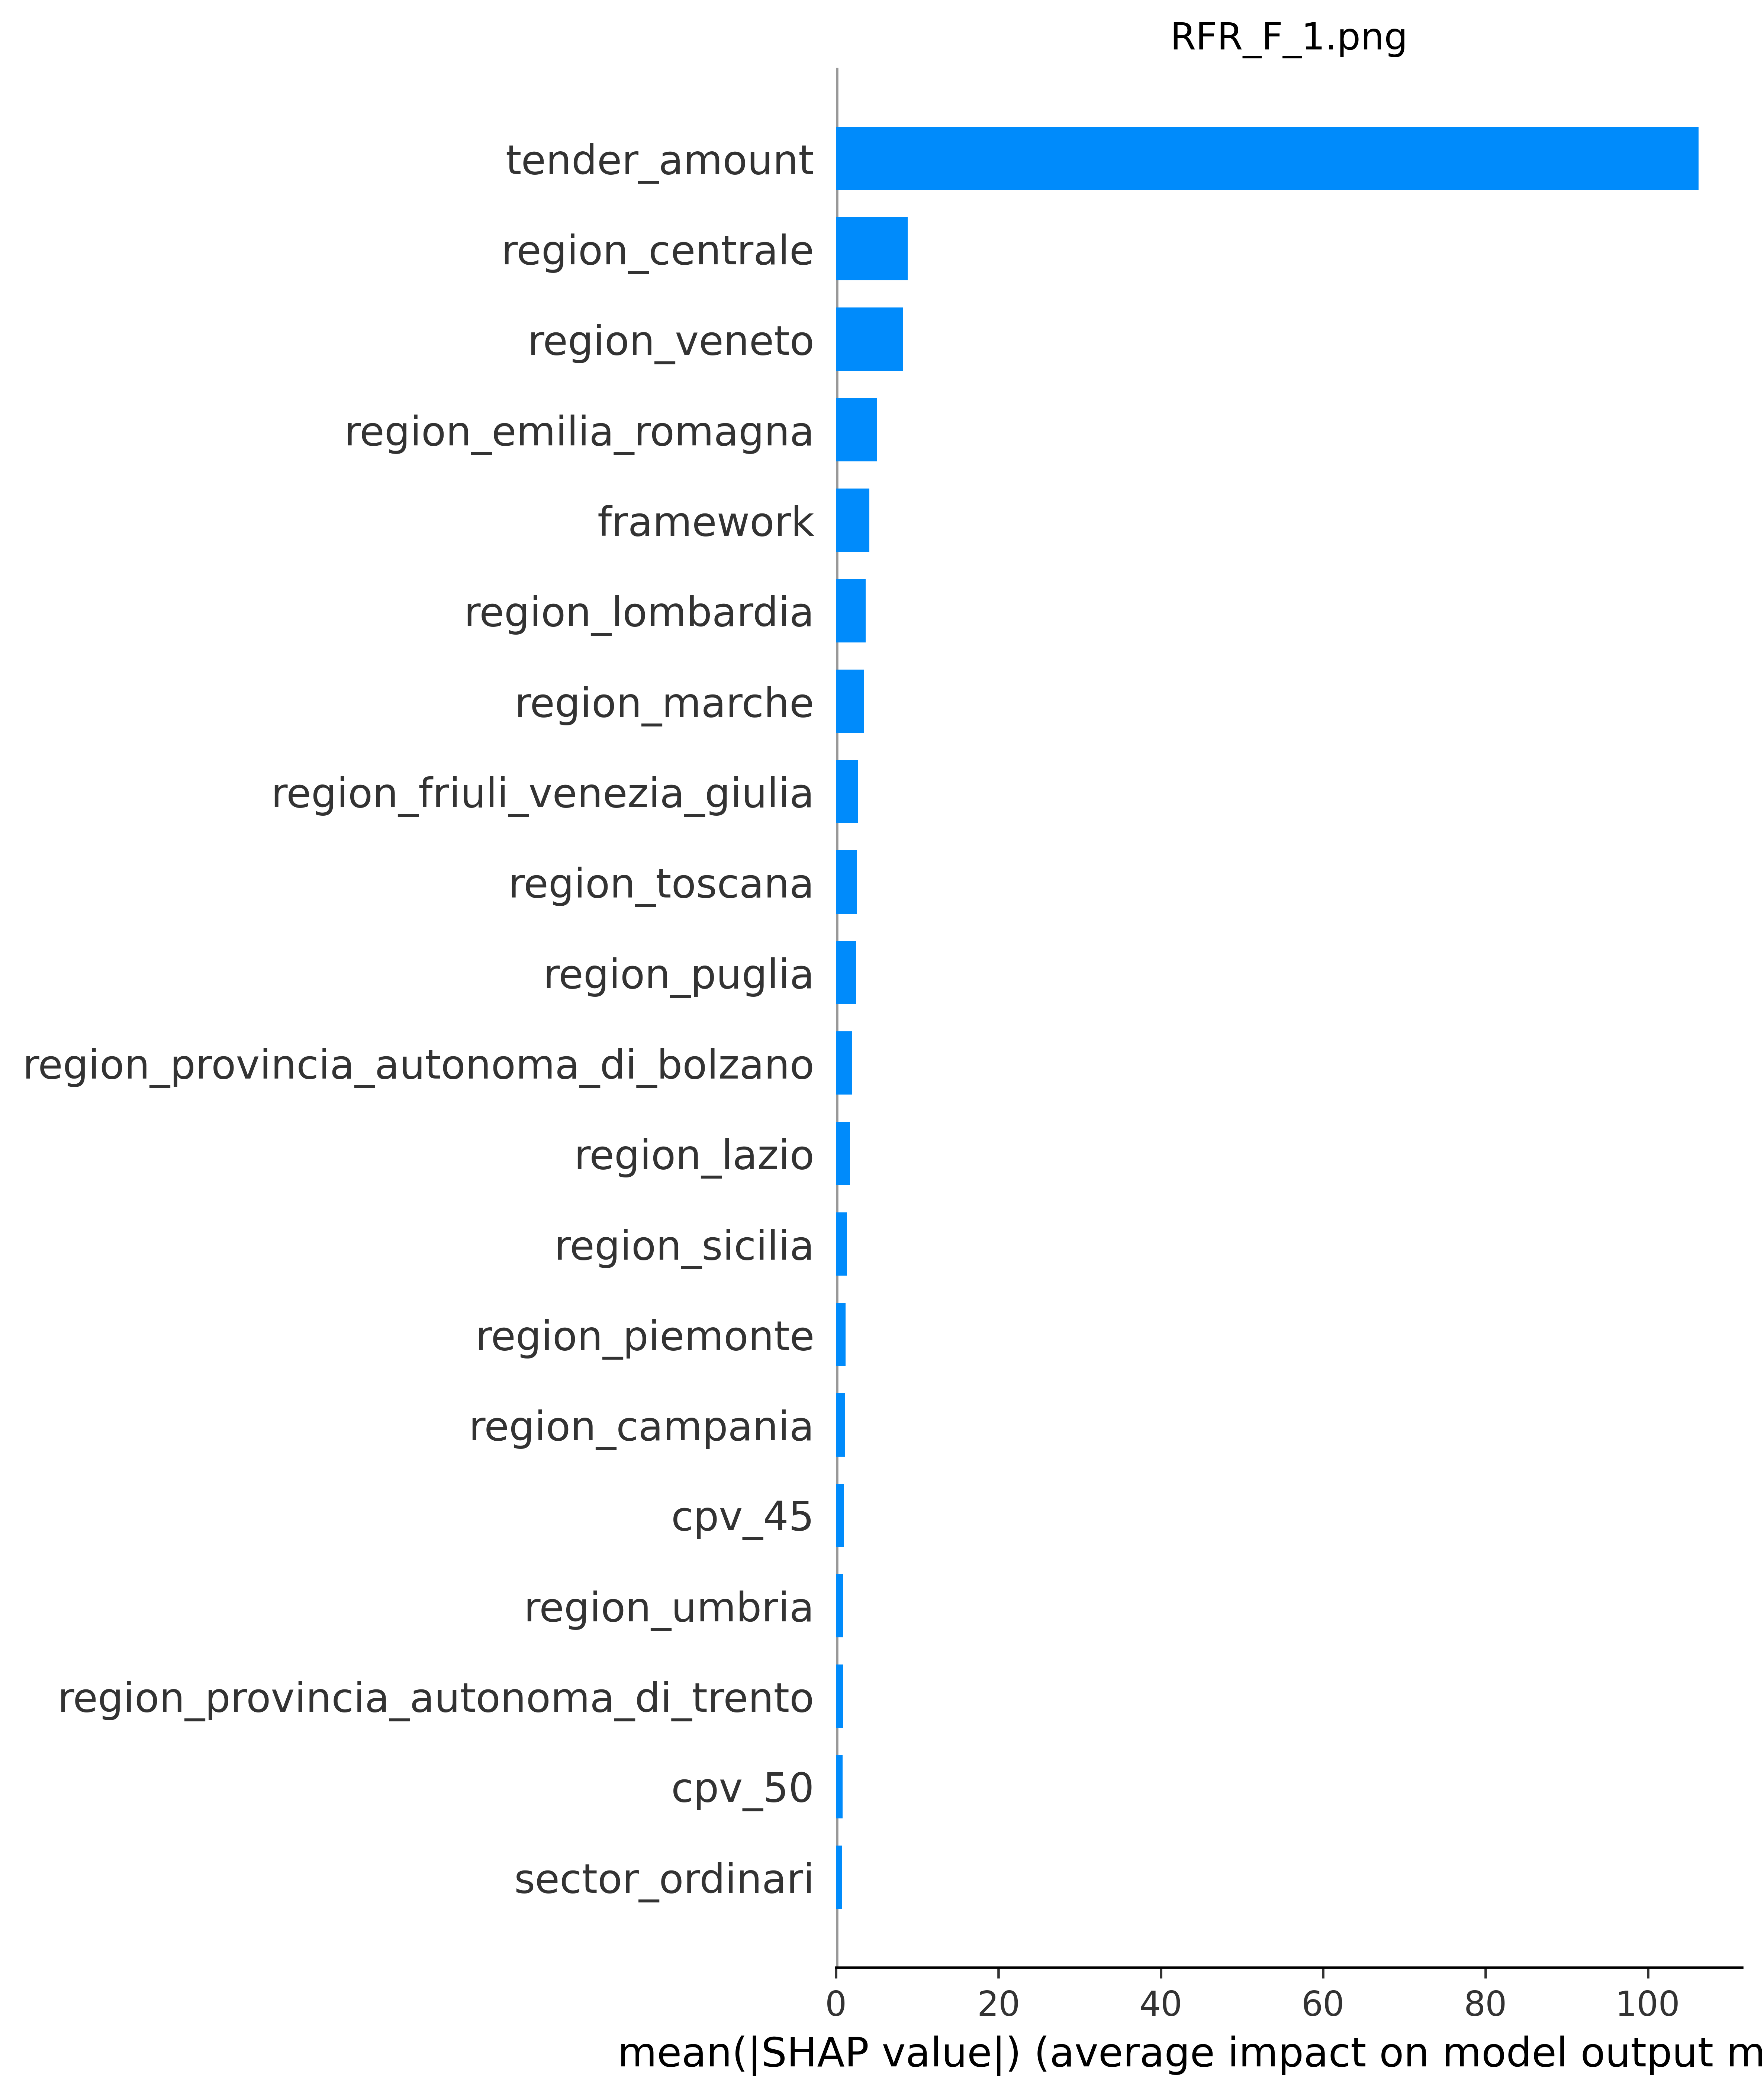 RFR_F_1.png
tender_amount
region_centrale
region_veneto
region_emilia_romagna
framework
region_lombardia
region_marche
region_friuli_venezia_giulia
region_toscana
region_puglia
region_provincia_autonoma_di_bolzano
region_lazio
region_sicilia
region_piemonte
region_campania
cpv_45
region_umbria
region_provincia_autonoma_di_trento
cpv_50
sector_ordinari
0 20 40 60 80 100
mean(|SHAP value|) (average impact on model output m